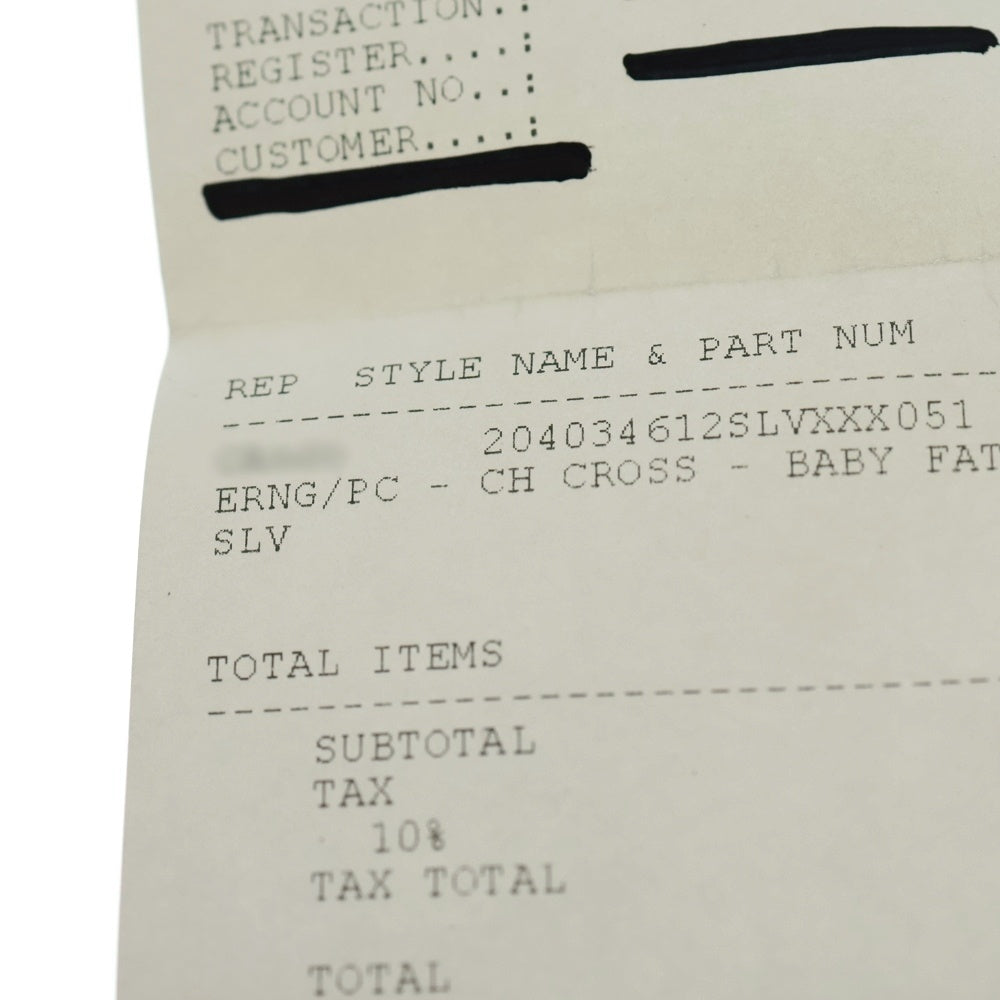 TRANSACTION.:
REGISTER....:
ACCOUNT NO..:
CUSTOMER....:
REP STYLE NAME & PART NUM
204034612SLVXXX051
ERNG/PC - CH CROSS - BABY FAT
SLV
TOTAL ITEMS
SUBTOTAL
TAX
10%
TAX TOTAL
TOTAL